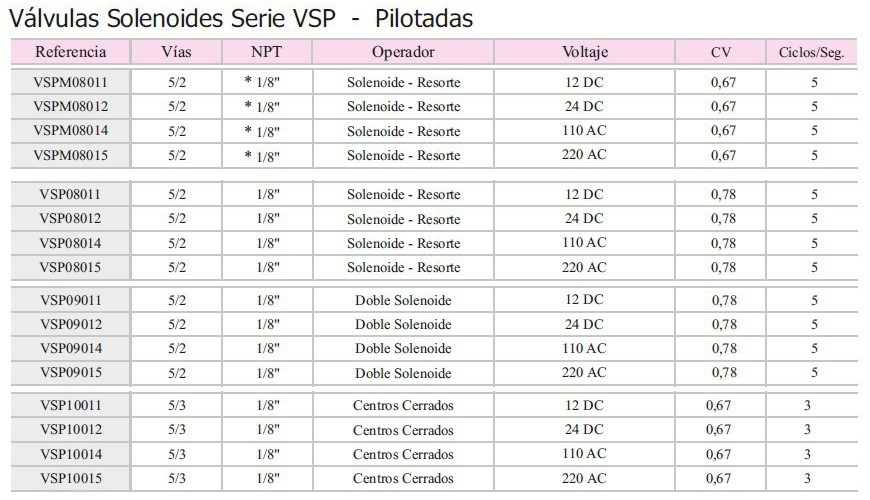 Válvulas Solenoides Serie VSP - Pilotadas
Referencia Vías NPT Operador Voltaje CV Ciclos/Seg.
VSPM08011 5/2 * 1/8" Solenoide - Resorte 12 DC 0,67 5
VSPM08012 5/2 * 1/8" Solenoide - Resorte 24 DC 0,67 5
VSPM08014 5/2 * 1/8" Solenoide - Resorte 110 AC 0,67 5
VSPM08015 5/2 * 1/8" Solenoide - Resorte 220 AC 0,67 5
VSP08011 5/2 1/8" Solenoide - Resorte 12 DC 0,78 5
VSP08012 5/2 1/8" Solenoide - Resorte 24 DC 0,78 5
VSP08014 5/2 1/8" Solenoide - Resorte 110 AC 0,78 5
VSP08015 5/2 1/8" Solenoide - Resorte 220 AC 0,78 5
VSP09011 5/2 1/8" Doble Solenoide 12 DC 0,78 5
VSP09012 5/2 1/8" Doble Solenoide 24 DC 0,78 5
VSP09014 5/2 1/8" Doble Solenoide 110 AC 0,78 5
VSP09015 5/2 1/8" Doble Solenoide 220 AC 0,78 5
VSP10011 5/3 1/8" Centros Cerrados 12 DC 0,67 3
VSP10012 5/3 1/8" Centros Cerrados 24 DC 0,67 3
VSP10014 5/3 1/8" Centros Cerrados 110 AC 0,67 3
VSP10015 5/3 1/8" Centros Cerrados 220 AC 0,67 3